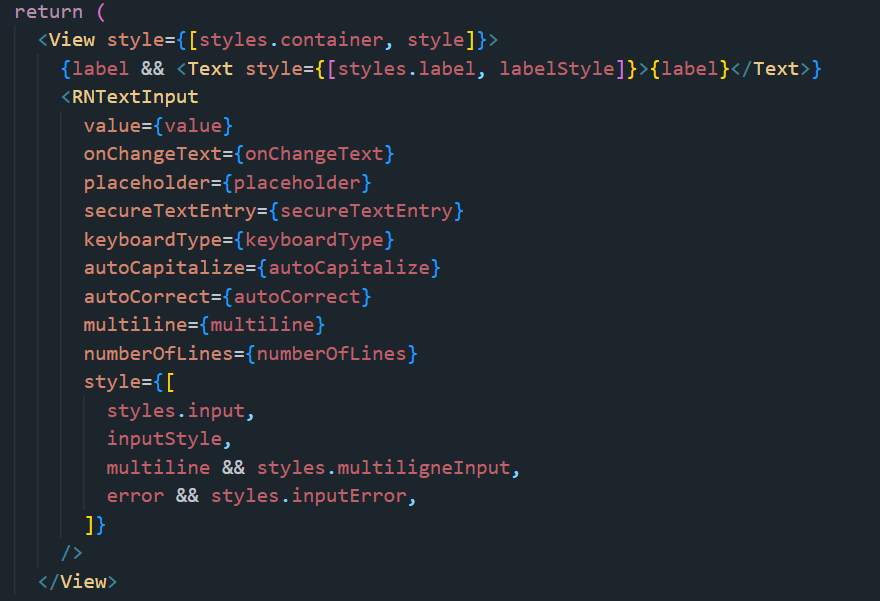 return (
<View style={[styles.container, style]}>
{label && <Text style={[styles.label, labelStyle]}>{label}</Text>}
<RNTextInput
value={value}
onChangeText={onChangeText}
placeholder={placeholder}
secureTextEntry={secureTextEntry}
keyboardType={keyboardType}
autoCapitalize={autoCapitalize}
autoCorrect={autoCorrect}
multiline={multiline}
numberOfLines={numberOfLines}
style={[
styles.input,
inputStyle,
multiline && styles.multiligneInput,
error && styles.inputError,
]}
/>
</View>